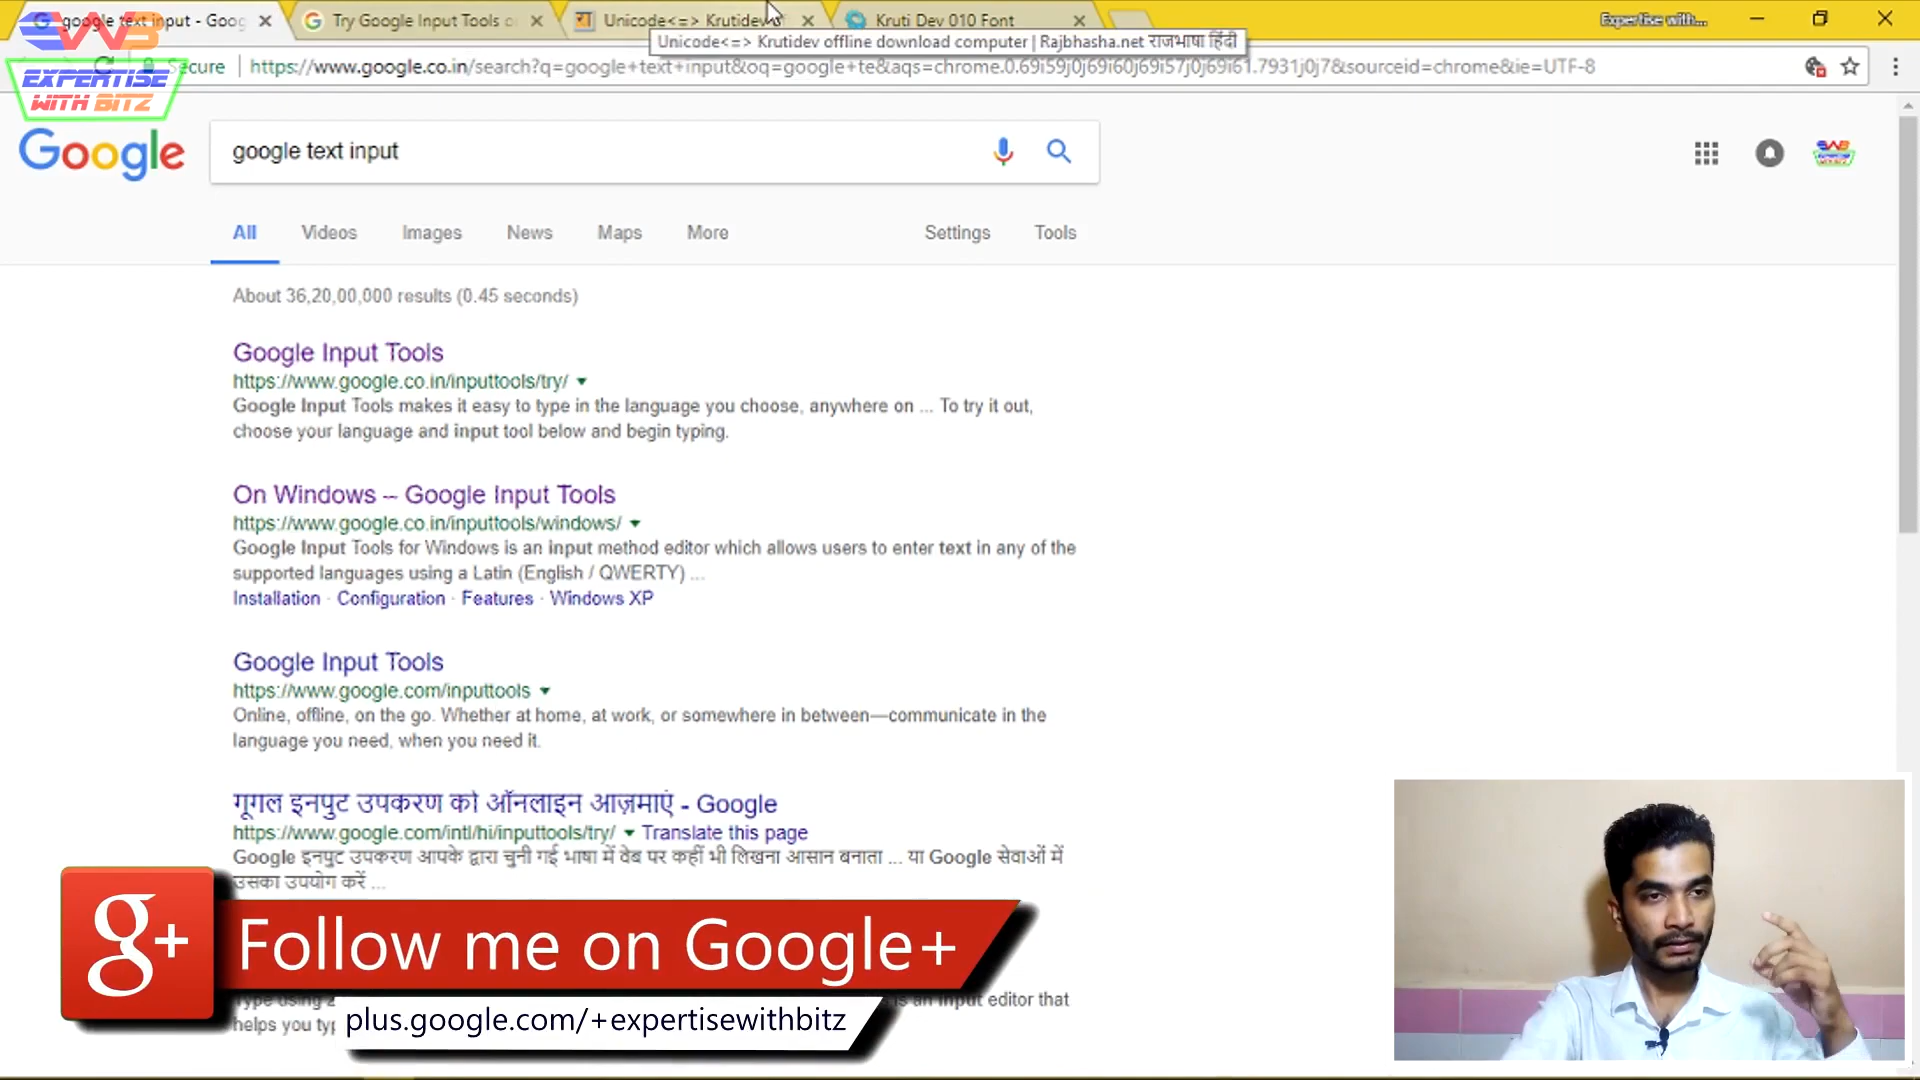 google text input - Goog
Try Google Input Tools o
Unicode<=> Krutidev
Kruti Dev 010 Font
Expertise with...
Unicode<=> Krutidev offline download computer | Rajbhasha.net राजभाषा हिंदी
Secure
https://www.google.co.in/search?q=google+text+input&oq=google+te&aqs=chrome.0.69i59j0j69i60j69i57j0j69i61.7931j0j7&sourceid=chrome&ie=UTF-8
EWB
EXPERTISE
WITH BITZ
Google
google text input
All Videos Images News Maps More Settings Tools
About 36,20,00,000 results (0.45 seconds)
Google Input Tools
https://www.google.co.in/inputtools/try/
Google Input Tools makes it easy to type in the language you choose, anywhere on ... To try it out,
choose your language and input tool below and begin typing.
On Windows – Google Input Tools
https://www.google.co.in/inputtools/windows/
Google Input Tools for Windows is an input method editor which allows users to enter text in any of the
supported languages using a Latin (English / QWERTY) ...
Installation · Configuration · Features · Windows XP
Google Input Tools
https://www.google.com/inputtools
Online, offline, on the go. Whether at home, at work, or somewhere in between—communicate in the
language you need, when you need it.
गूगल इनपुट उपकरण को ऑनलाइन आज़माएं - Google
https://www.google.com/intl/hi/inputtools/try/ Translate this page
Google इनपुट उपकरण आपके द्वारा चुनी गई भाषा में वेब पर कहीं भी लिखना आसान बनाता ... या Google सेवाओं में
उसका उपयोग करें ...
g+ Follow me on Google+
Type using an input editor that
helps you
plus.google.com/+expertisewithbitz